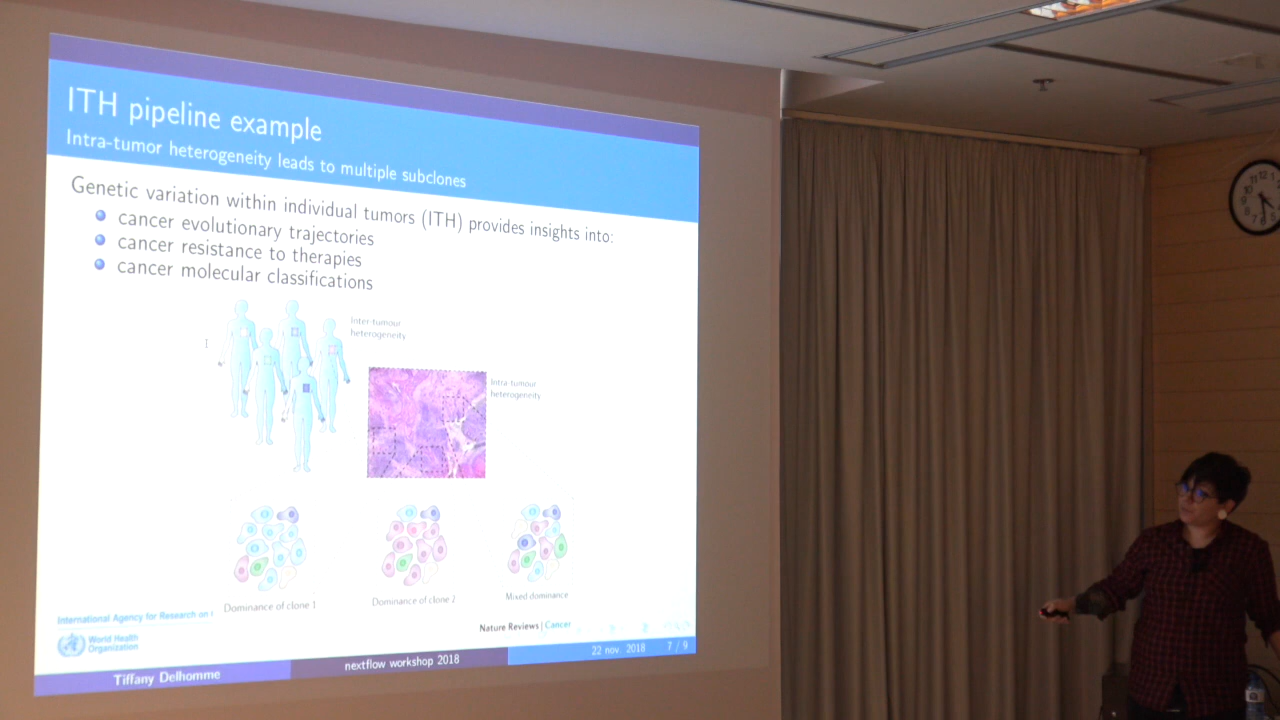 ITH pipeline example
Intra-tumor heterogeneity leads to multiple subclones
Genetic variation within individual tumors (ITH) provides insights into:
cancer evolutionary trajectories
cancer resistance to therapies
cancer molecular classifications
Inter-tumour
heterogeneity
Intra-tumour
heterogeneity
Dominance of clone 1
Dominance of clone 2
Mixed dominance
International Agency for Research on
World Health
Organization
Nature Reviews | Cancer
Tiffany Delhomme
nextflow workshop 2018
22 nov. 2018
7 / 9